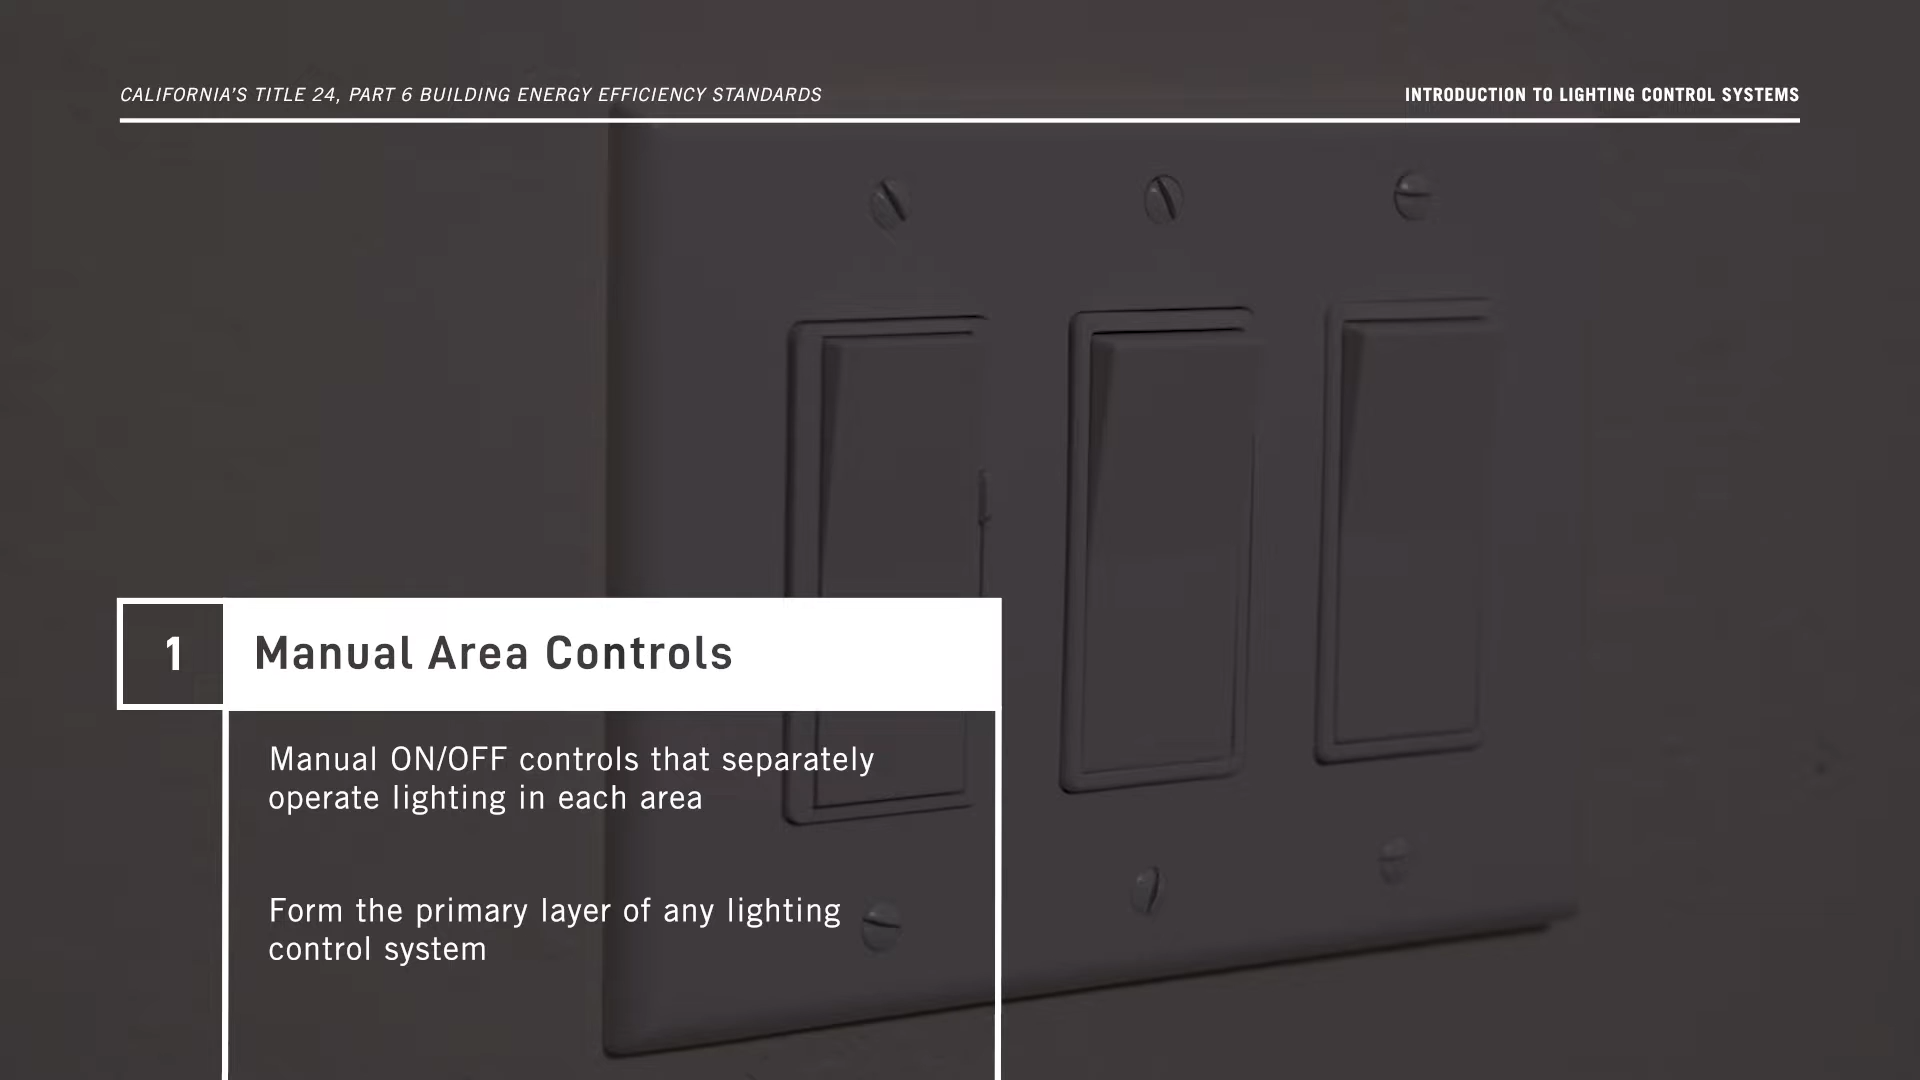 CALIFORNIA'S TITLE 24, PART 6 BUILDING ENERGY EFFICIENCY STANDARDS
INTRODUCTION TO LIGHTING CONTROL SYSTEMS
1
Manual Area Controls
Manual ON/OFF controls that separately
operate lighting in each area
Form the primary layer of any lighting
control system